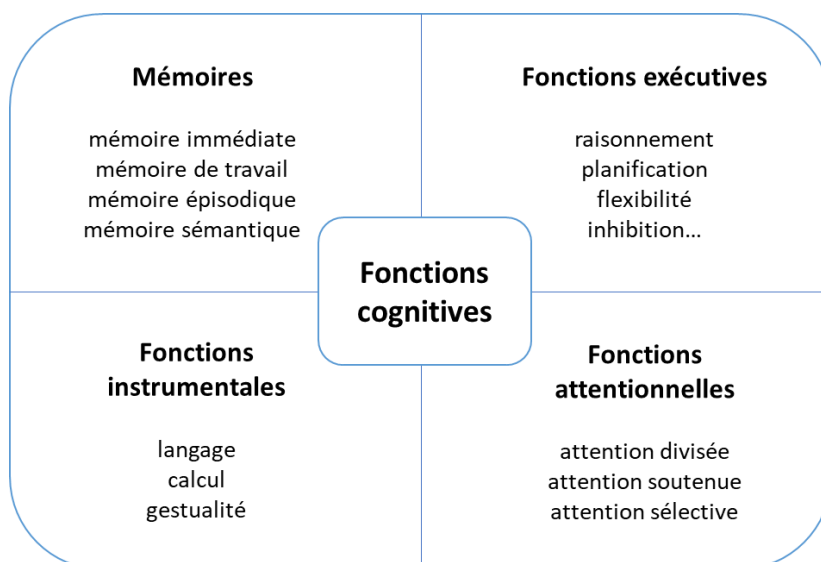 Mémoires
mémoire immédiate
mémoire de travail
mémoire épisodique
mémoire sémantique
Fonctions exécutives
raisonnement
planification
flexibilité
inhibition…
Fonctions
cognitives
Fonctions
instrumentales
langage
calcul
gestualité
Fonctions
attentionnelles
attention divisée
attention soutenue
attention sélective